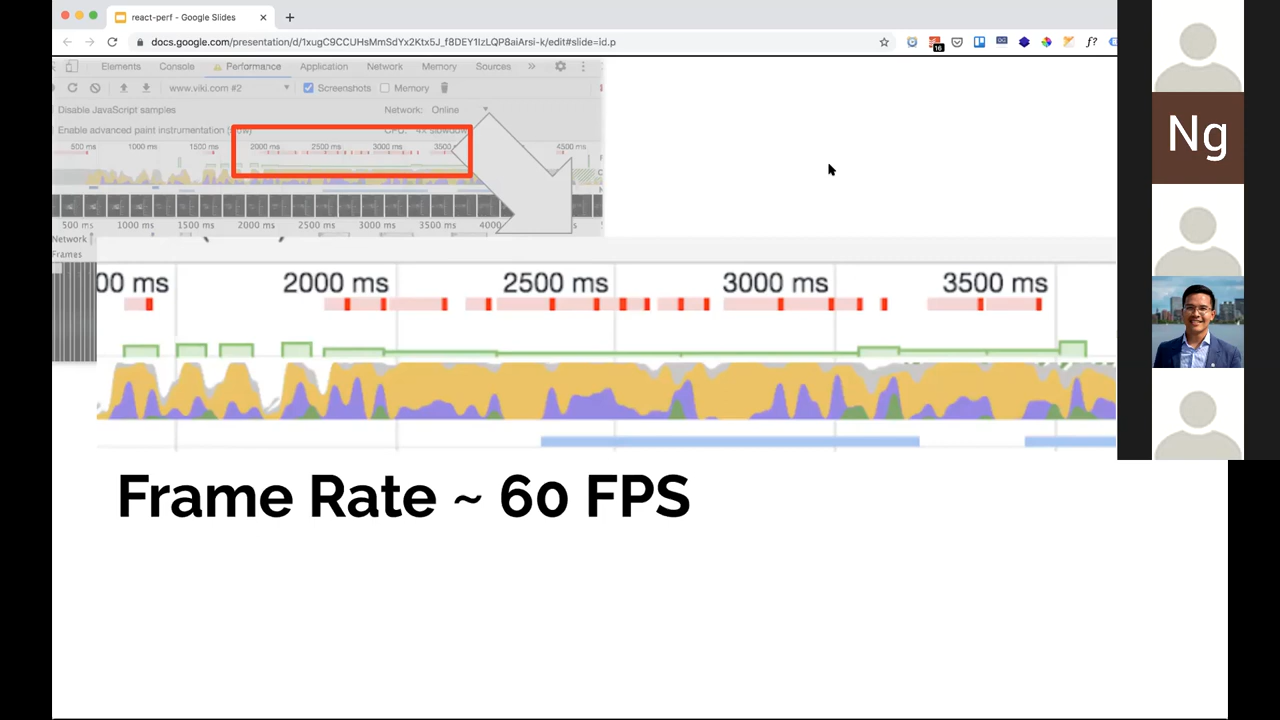 react-perf - Google Slides
docs.google.com/presentation/d/1xugC9CCUHsMmSdYx2Ktx5J_f8DEY1IzLQP8aiArsi-k/edit#slide=id.p
16
f?
Elements Console Performance Application Network Memory Sources »
www.viki.com #2 Screenshots Memory
Disable JavaScript samples Network: Online
Enable advanced paint instrumentation CPU: 4x slowdown
500 ms 1000 ms 1500 ms 2000 ms 2500 ms 3000 ms 4500 ms
500 ms 1000 ms 1500 ms 2000 ms 2500 ms 3000 ms 3500 ms
Network
Frames
00 ms 2000 ms 2500 ms 3000 ms 3500 ms
Frame Rate ~ 60 FPS
Ng